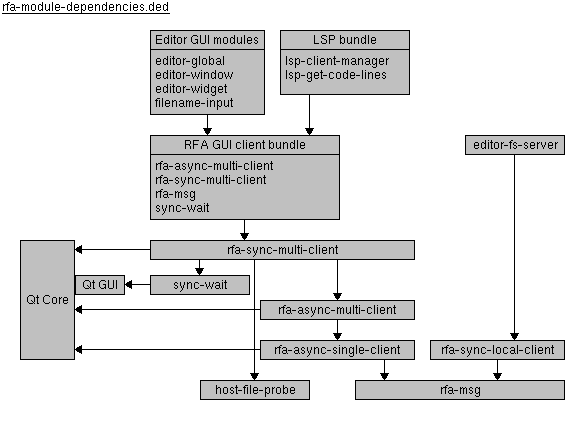 rfa-module-dependencies.ded
Editor GUI modules
editor-global
editor-window
editor-widget
filename-input
LSP bundle
lsp-client-manager
lsp-get-code-lines
RFA GUI client bundle
rfa-async-multi-client
rfa-sync-multi-client
rfa-msg
sync-wait
editor-fs-server
rfa-sync-multi-client
Qt Core
Qt GUI
sync-wait
rfa-async-multi-client
rfa-async-single-client
rfa-sync-local-client
host-file-probe
rfa-msg